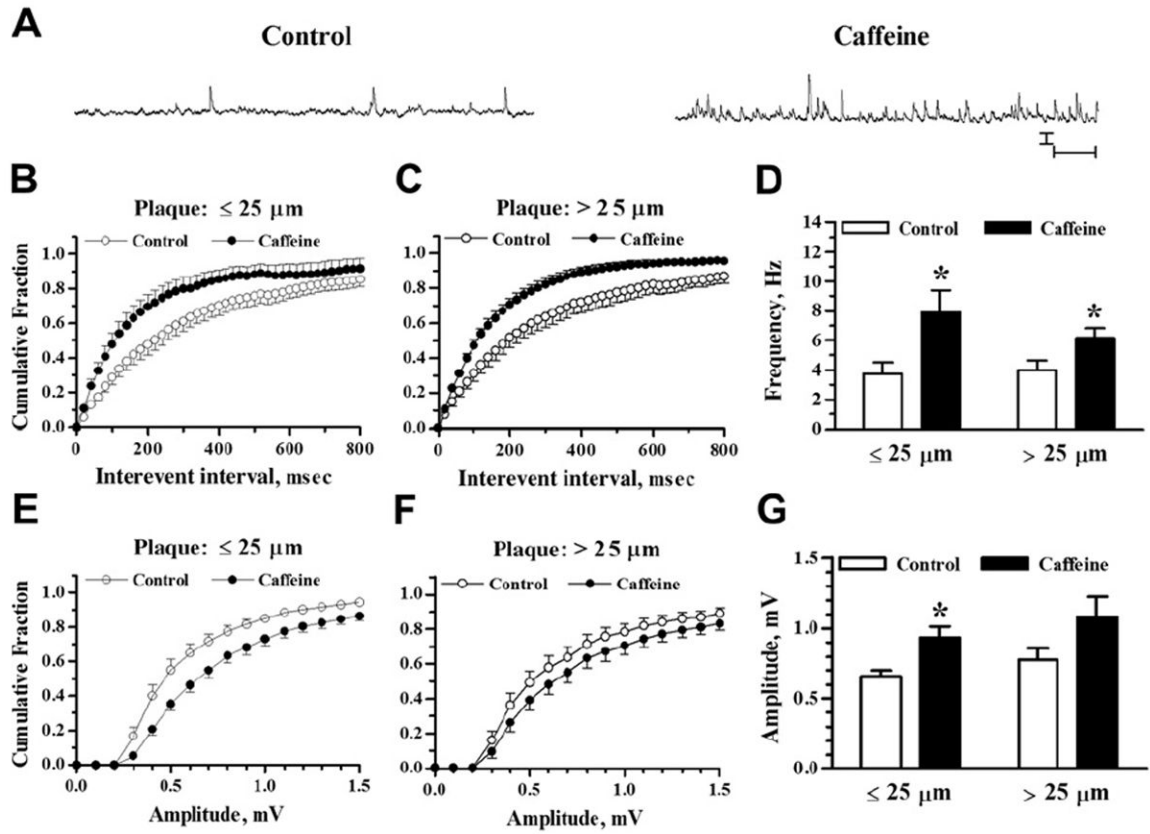 A
Control
Caffeine
B
Plaque: ≤ 25 μm
Control
Caffeine
Cumulative Fraction
1.0
0.8
0.6
0.4
0.2
0.0
0
200
400
600
800
Interevent interval, msec
C
Plaque: > 25 μm
Control
Caffeine
1.0
0.8
0.6
0.4
0.2
0.0
0
200
400
600
800
Interevent interval, msec
D
Control
Caffeine
Frequency, Hz
14
12
10
8
6
4
2
0
*
*
≤ 25 μm
> 25 μm
E
Plaque: ≤ 25 μm
Control
Caffeine
Cumulative Fraction
1.0
0.8
0.6
0.4
0.2
0.0
0.0
0.5
1.0
1.5
Amplitude, mV
F
Plaque: > 25 μm
Control
Caffeine
1.0
0.8
0.6
0.4
0.2
0.0
0.0
0.5
1.0
1.5
Amplitude, mV
G
Control
Caffeine
Amplitude, mV
1.5
1.0
0.5
0.0
*
≤ 25 μm
> 25 μm